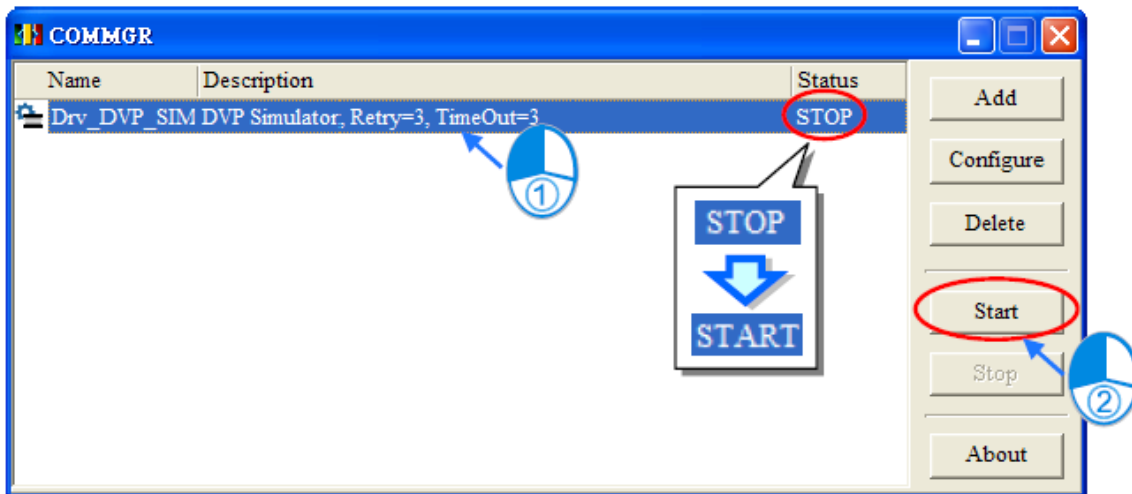 COMMGR
Name Description Status
Drv_DVP_SIM DVP Simulator, Retry=3, TimeOut=3 STOP
①
STOP
START
Add
Configure
Delete
Start
Stop
②
About